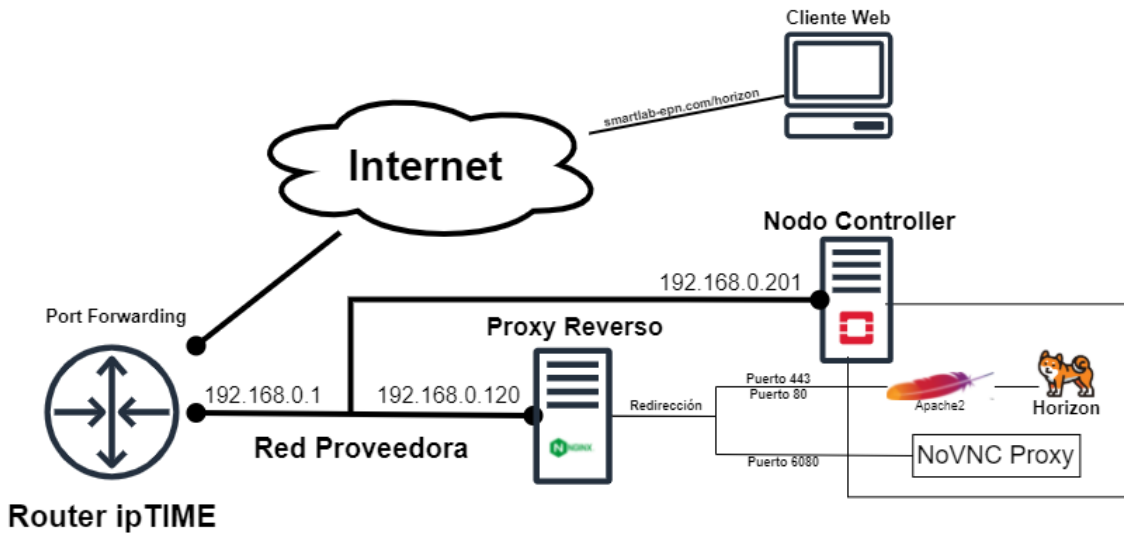 Cliente Web
smartlab-epn.com/horizon
Internet
Nodo Controller
192.168.0.201
Port Forwarding
Proxy Reverso
192.168.0.1
192.168.0.120
Red Proveedora
NGINX
Redirección
Puerto 443
Puerto 80
Apache2
Horizon
Puerto 6080
NoVNC Proxy
Router ipTIME